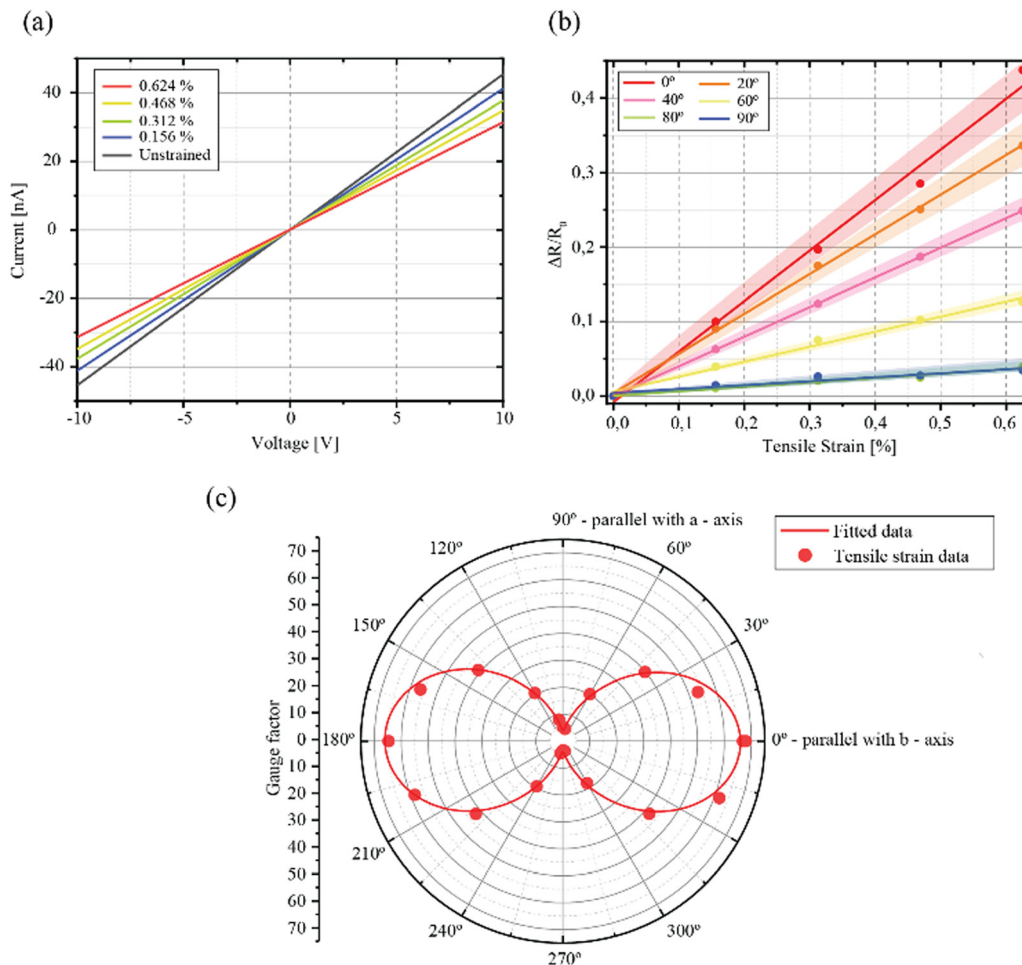 (a)
40
20
0
-20
-40
Current [nA]
0.624 %
0.468 %
0.312 %
0.156 %
Unstrained
-10
-5
0
5
10
Voltage [V]
(b)
0,4
0,3
0,2
0,1
0,0
ΔR/R₀
0º 20º
40º 60º
80º 90º
0,0 0,1 0,2 0,3 0,4 0,5 0,6
Tensile Strain [%]
(c)
90º - parallel with a - axis
Fitted data
Tensile strain data
120º
60º
150º
30º
180º
0º - parallel with b - axis
210º
240º
300º
270º
70
60
50
40
30
20
10
0
10
20
30
40
50
60
70
Gauge factor